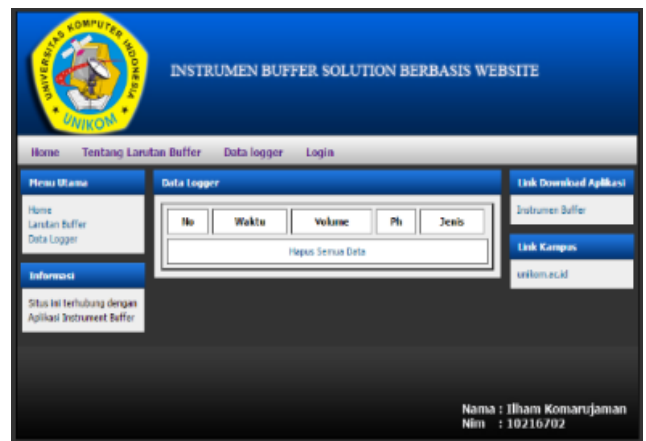 UNIVERSITAS KOMPUTER INDONESIA
UNIKOM
INSTRUMEN BUFFER SOLUTION BERBASIS WEBSITE
Home Tentang Larutan Buffer Data logger Login
Menu Utama
Home
Larutan Buffer
Data Logger
Informasi
Situs ini terhubung dengan
Aplikasi Instrument Buffer
Data Logger
No Waktu Volume Ph Jenis
Hapus Semua Data
Link Download Aplikasi
Instrumen Buffer
Link Kampus
unikom.ac.id
Nama : Ilham Komarujaman
Nim : 10216702